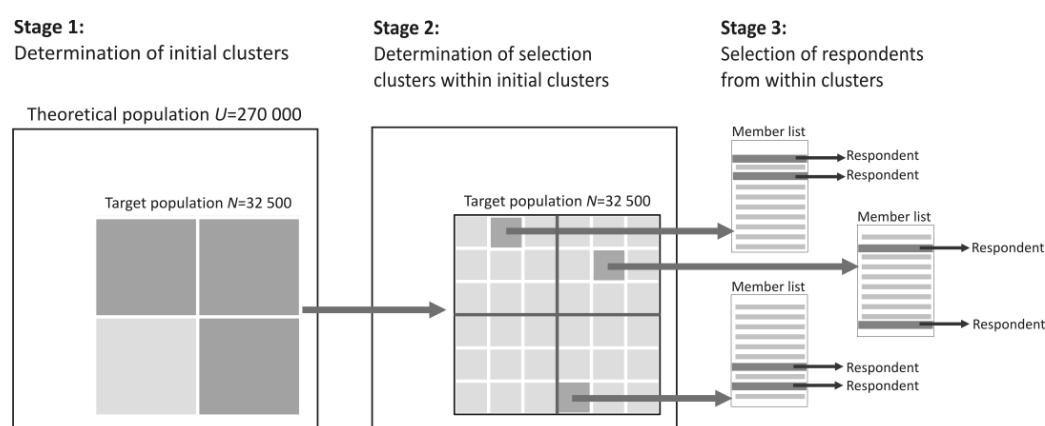 Stage 1:
Determination of initial clusters
Theoretical population U=270 000
Target population N=32 500
Stage 2:
Determination of selection
clusters within initial clusters
Target population N=32 500
Stage 3:
Selection of respondents
from within clusters
Member list
Respondent
Respondent
Member list
Respondent
Respondent
Member list
Respondent
Respondent